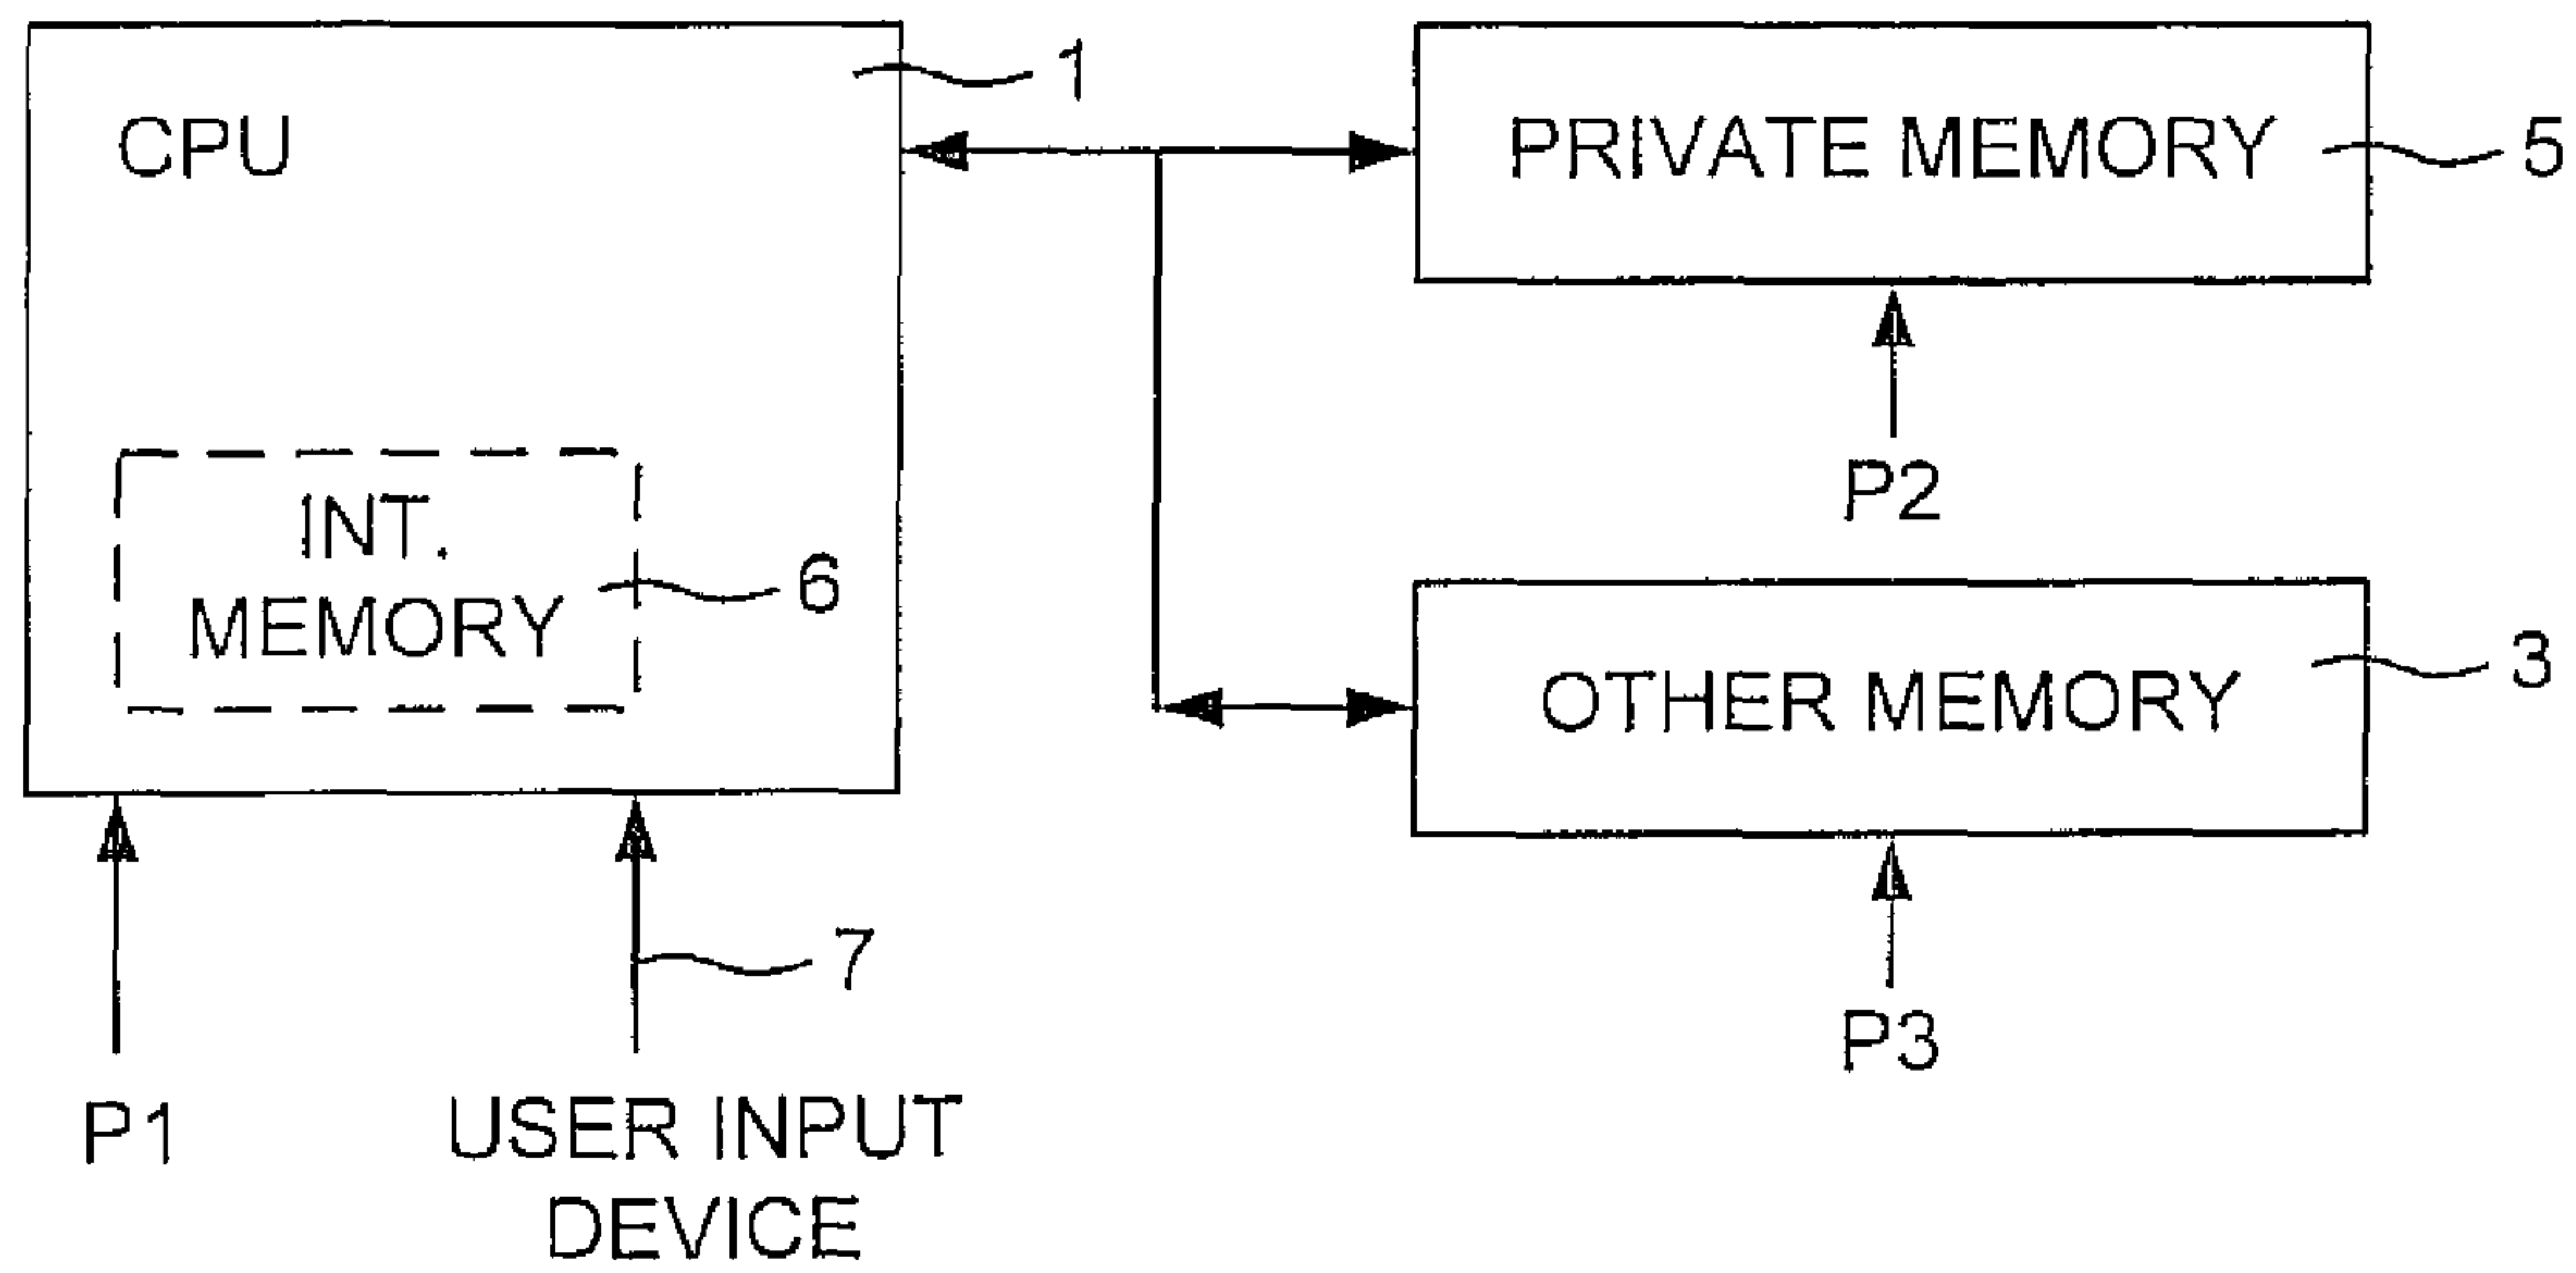 1
CPU
PRIVATE MEMORY
5
P2
INT.
MEMORY
6
OTHER MEMORY
3
7
P3
P1
USER INPUT
DEVICE